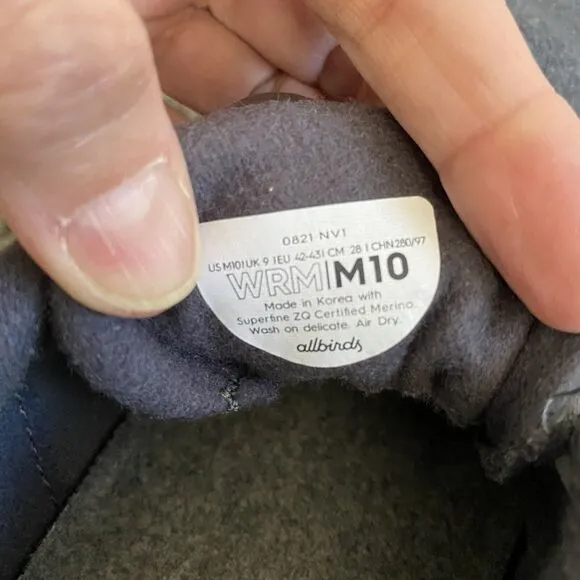 0821 NV1
US M10 | UK 9 | EU 42-43 | CM 28 | CHN 280/97
WRM|M10
Made in Korea with
Superfine ZQ Certified Merino.
Wash on delicate. Air Dry.
allbirds